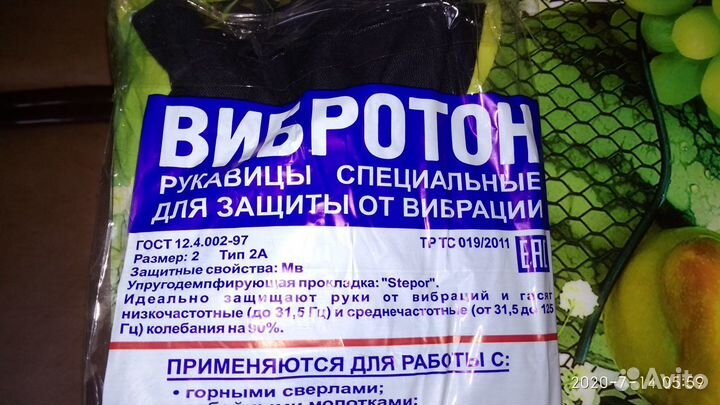 ВИБРОТОН
РУКАВИЦЫ СПЕЦИАЛЬНЫЕ
ДЛЯ ЗАЩИТЫ ОТ ВИБРАЦИИ
ГОСТ 12.4.002-97 ТР ТС 019/2011 ЕАС
Размер: 2 Тип 2А
Защитные свойства: Мв
Упругодемпфирующая прокладка: "Stepor".
Идеально защищают руки от вибраций и гасят
низкочастотные (до 31,5 Гц) и среднечастотные (от 31,5 до 125
Гц) колебания на 90%.
ПРИМЕНЯЮТСЯ ДЛЯ РАБОТЫ С:
• горными сверлами;
молотками;
Avito
2020-7-14 05:59